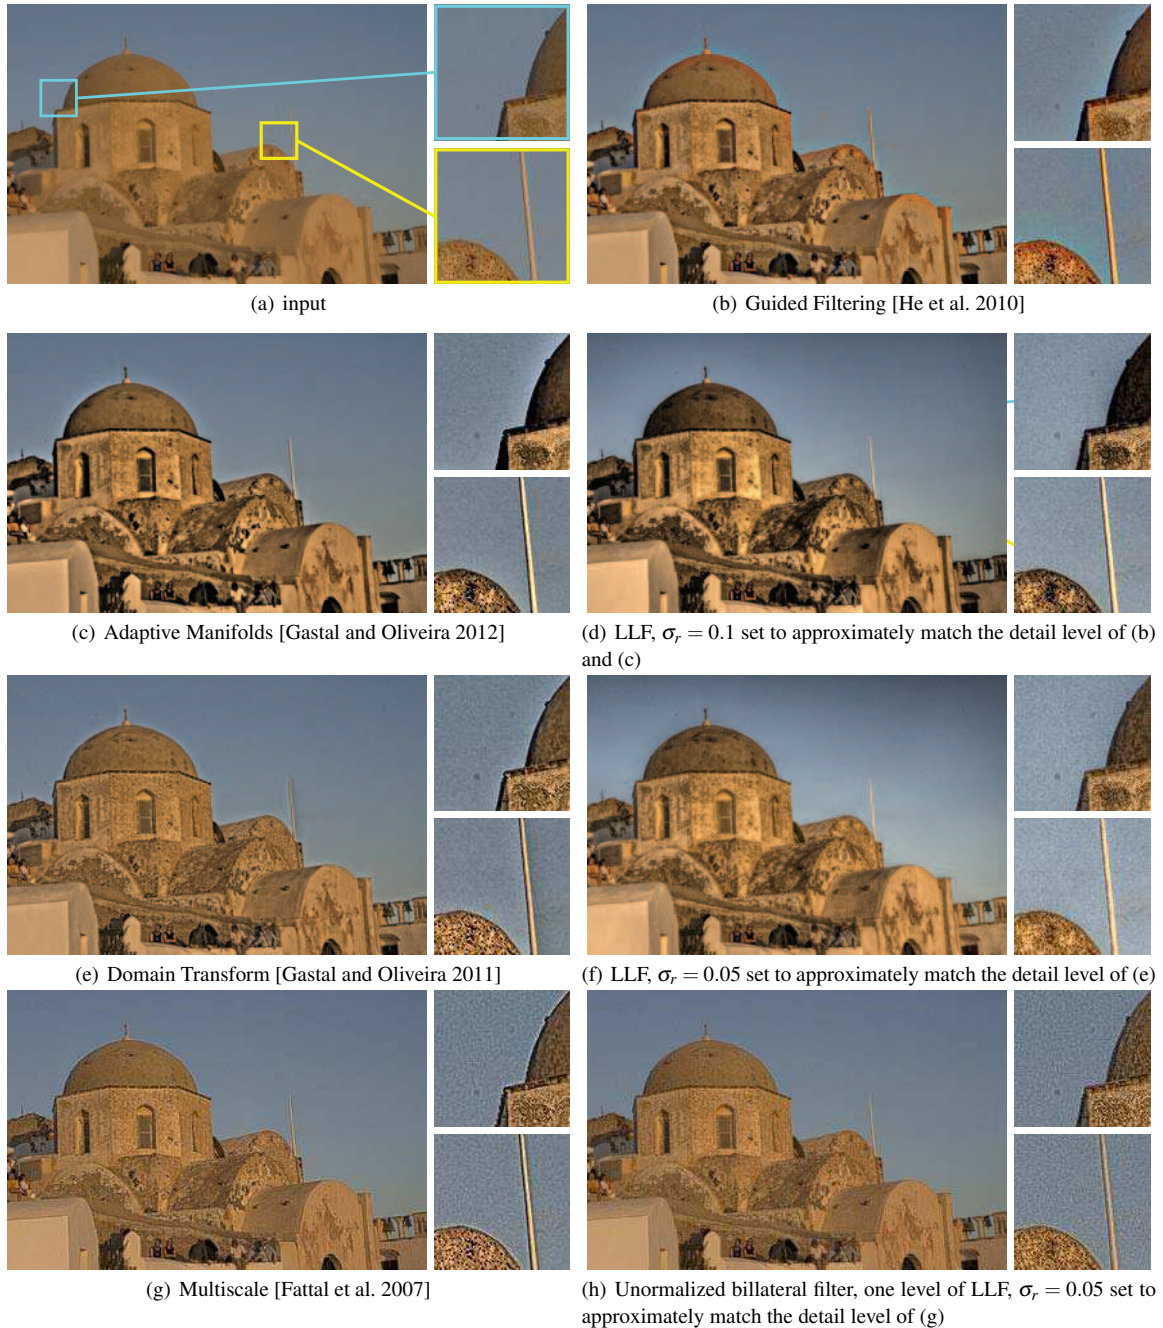 (a) input
(b) Guided Filtering [He et al. 2010]
(c) Adaptive Manifolds [Gastal and Oliveira 2012]
(d) LLF, σr = 0.1 set to approximately match the detail level of (b)
and (c)
(e) Domain Transform [Gastal and Oliveira 2011]
(f) LLF, σr = 0.05 set to approximately match the detail level of (e)
(g) Multiscale [Fattal et al. 2007]
(h) Unormalized billateral filter, one level of LLF, σr = 0.05 set to
approximately match the detail level of (g)